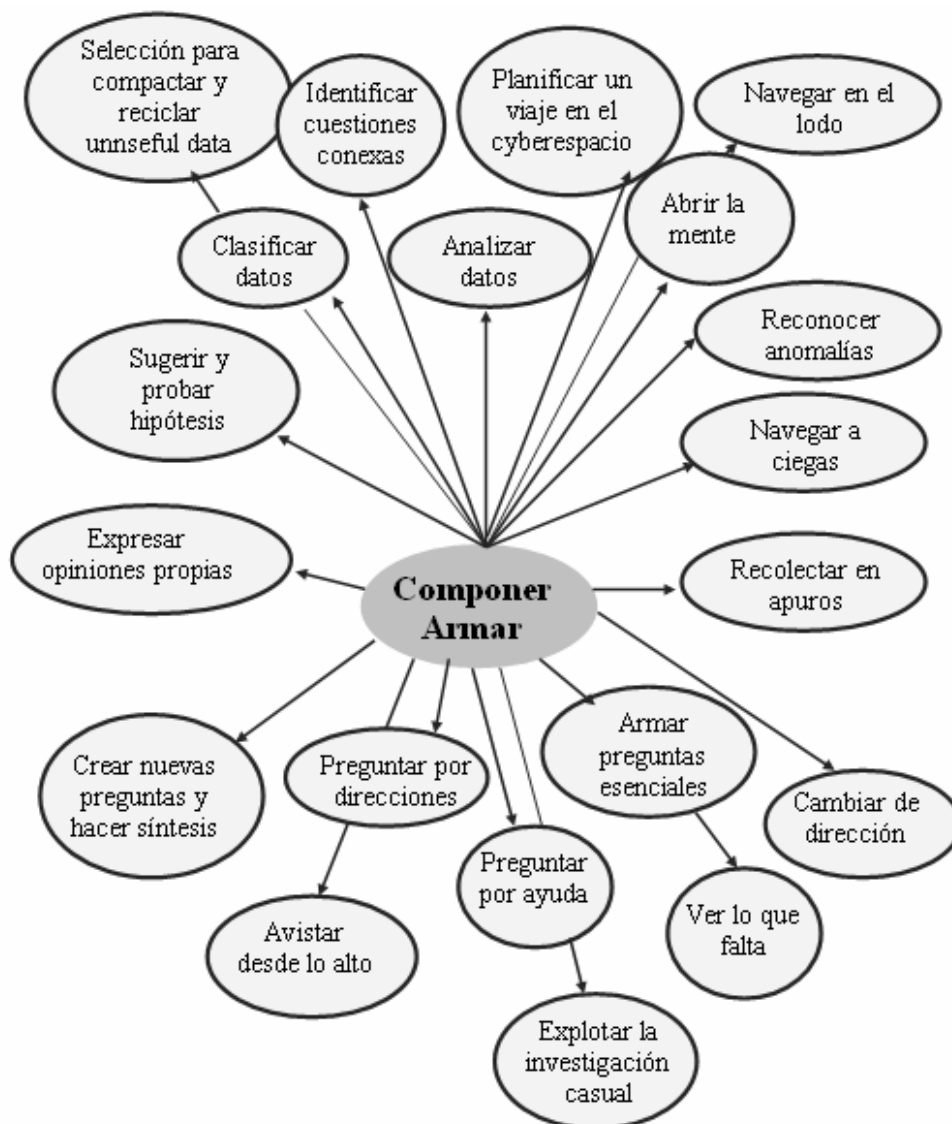 Selección para
compactar y
reciclar
unnseful data
Identificar
cuestiones
conexas
Planificar un
viaje en el
cyberespacio
Navegar en el
lodo
Abrir la
mente
Clasificar
datos
Analizar
datos
Reconocer
anomalías
Sugerir y
probar
hipótesis
Navegar a
ciegas
Expresar
opiniones propias
Componer
Armar
Recolectar en
apuros
Crear nuevas
preguntas y
hacer síntesis
Preguntar por
direcciones
Armar
preguntas
esenciales
Cambiar de
dirección
Preguntar
por ayuda
Ver lo que
falta
Avistar
desde lo alto
Explotar la
investigación
casual